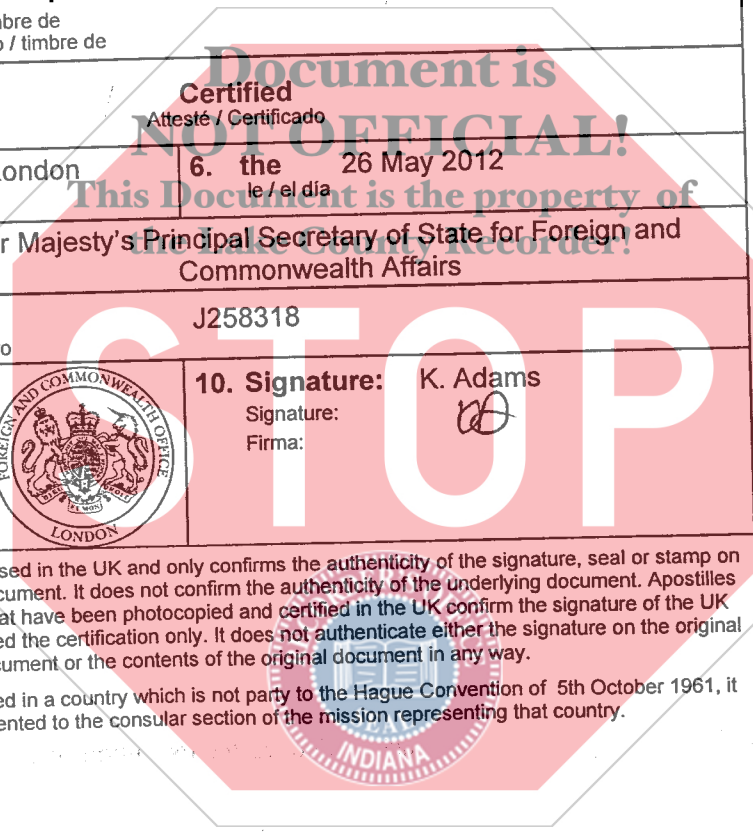 bre de
o / timbre de
Document is
Certified
Attesté / Certificado
NOT OFFICIAL!
ondon
6. the 26 May 2012
le / el día
This Document is the property of
the Lake County Recorder!
r Majesty's Principal Secretary of State for Foreign and
Commonwealth Affairs
J258318
o
STOP
FOREIGN AND COMMONWEALTH OFFICE
LONDON
10. Signature: K. Adams
Signature:
Firma:
sed in the UK and only confirms the authenticity of the signature, seal or stamp on
cument. It does not confirm the authenticity of the underlying document. Apostilles
at have been photocopied and certified in the UK confirm the signature of the UK
ed the certification only. It does not authenticate either the signature on the original
cument or the contents of the original document in any way.
ed in a country which is not party to the Hague Convention of 5th October 1961, it
ented to the consular section of the mission representing that country.
SEAL
INDIANA